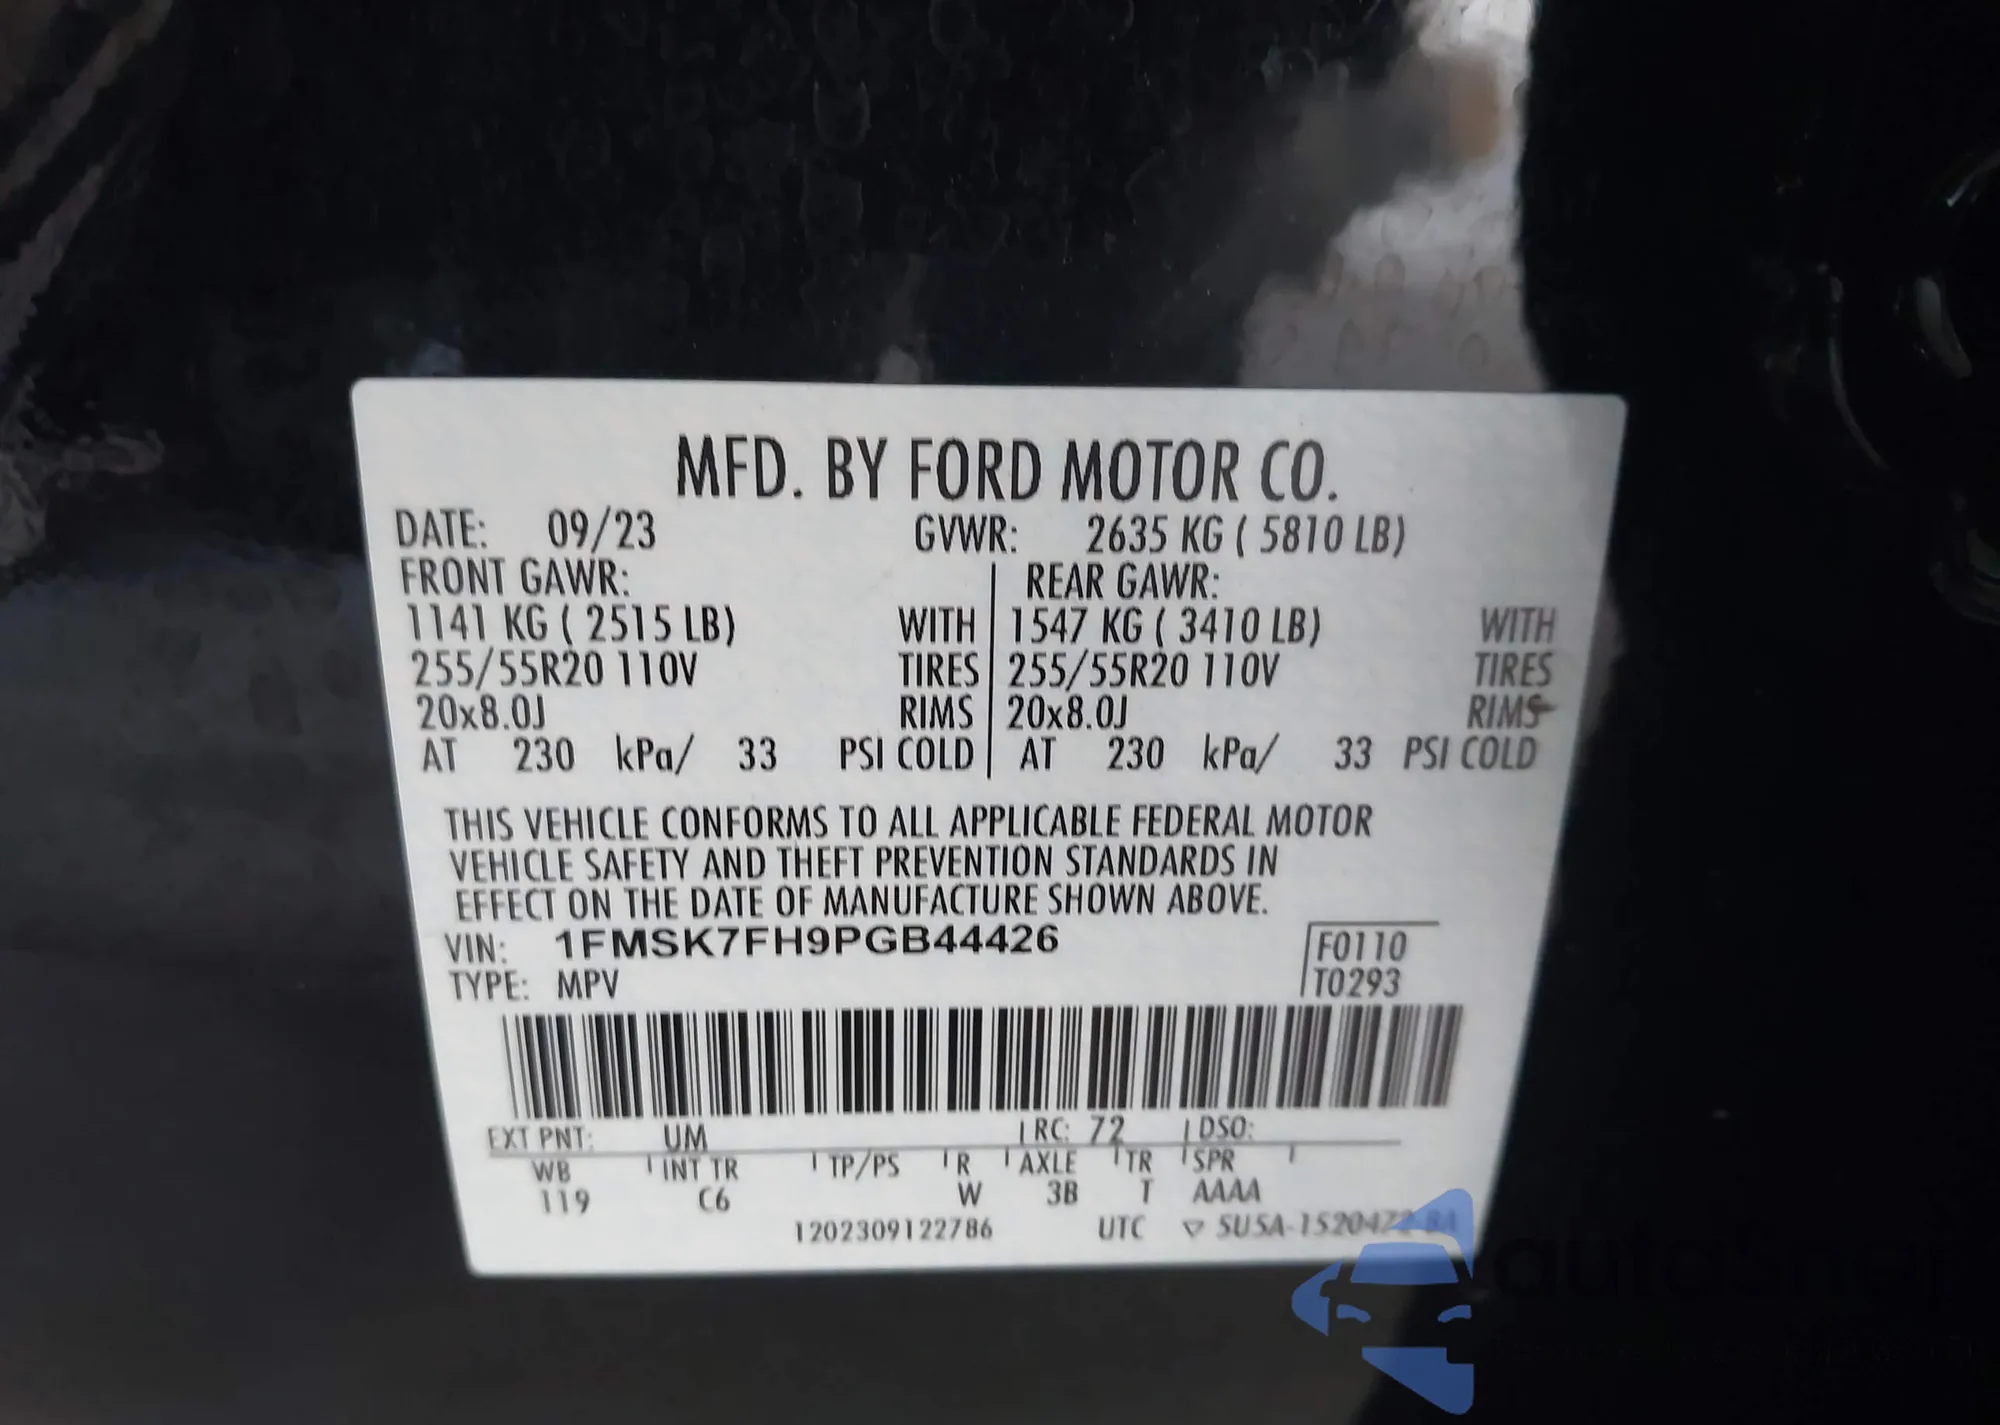 MFD. BY FORD MOTOR CO.
DATE: 09/23 GVWR: 2635 KG ( 5810 LB)
FRONT GAWR: REAR GAWR:
1141 KG ( 2515 LB) WITH 1547 KG ( 3410 LB) WITH
255/55R20 110V TIRES 255/55R20 110V TIRES
20x8.0J RIMS 20x8.0J RIMS
AT 230 kPa/ 33 PSI COLD AT 230 kPa/ 33 PSI COLD
THIS VEHICLE CONFORMS TO ALL APPLICABLE FEDERAL MOTOR
VEHICLE SAFETY AND THEFT PREVENTION STANDARDS IN
EFFECT ON THE DATE OF MANUFACTURE SHOWN ABOVE.
VIN: 1FMSK7FH9PGB44426 F0110
TYPE: MPV T0293
EXT PNT: UM RC: 72 DSO:
WB INT TR TP/PS R AXLE TR SPR
119 C6 W 3B T AAAA
1202309122786 UTC